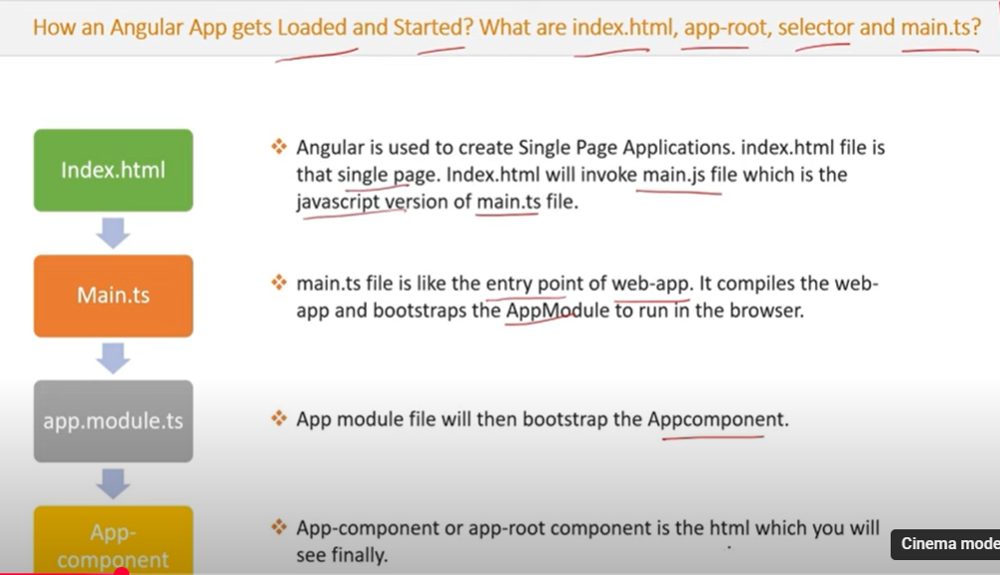 How an Angular App gets Loaded and Started? What are index.html, app-root, selector and main.ts?
Index.html
❖ Angular is used to create Single Page Applications. index.html file is
that single page. Index.html will invoke main.js file which is the
javascript version of main.ts file.
Main.ts
❖ main.ts file is like the entry point of web-app. It compiles the web-
app and bootstraps the AppModule to run in the browser.
app.module.ts
❖ App module file will then bootstrap the Appcomponent.
App-
component
❖ App-component or app-root component is the html which you will
see finally.
Cinema mode